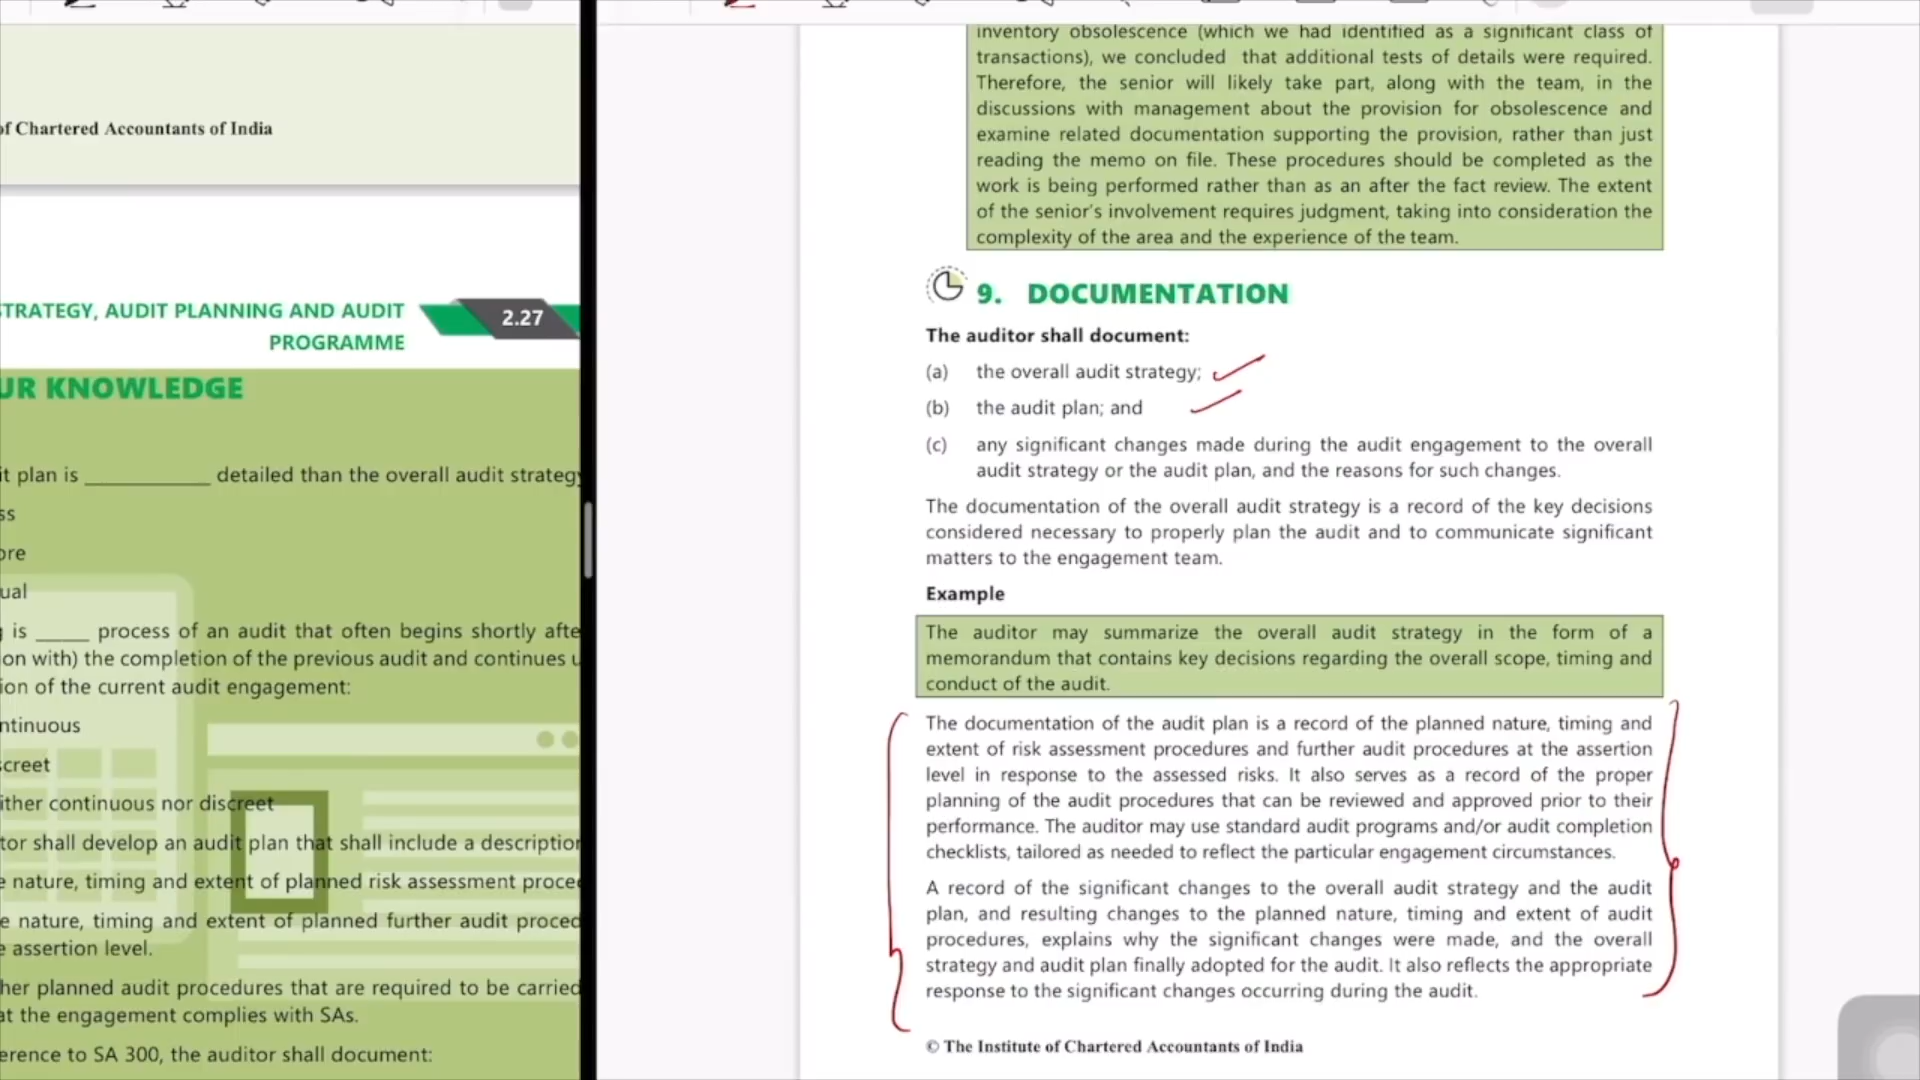 of Chartered Accountants of India
TRATEGY, AUDIT PLANNING AND AUDIT
PROGRAMME
2.27
UR KNOWLEDGE
it plan is ____________ detailed than the overall audit strategy
ss
ore
ual
g is _____ process of an audit that often begins shortly afte
on with) the completion of the previous audit and continues u
ion of the current audit engagement:
ntinuous
screet
ither continuous nor discreet
tor shall develop an audit plan that shall include a description
e nature, timing and extent of planned risk assessment proce
e nature, timing and extent of planned further audit proced
e assertion level.
her planned audit procedures that are required to be carried
at the engagement complies with SAs.
erence to SA 300, the auditor shall document:
inventory obsolescence (which we had identified as a significant class of
transactions), we concluded that additional tests of details were required.
Therefore, the senior will likely take part, along with the team, in the
discussions with management about the provision for obsolescence and
examine related documentation supporting the provision, rather than just
reading the memo on file. These procedures should be completed as the
work is being performed rather than as an after the fact review. The extent
of the senior's involvement requires judgment, taking into consideration the
complexity of the area and the experience of the team.
9. DOCUMENTATION
The auditor shall document:
(a) the overall audit strategy;
(b) the audit plan; and
(c) any significant changes made during the audit engagement to the overall
audit strategy or the audit plan, and the reasons for such changes.
The documentation of the overall audit strategy is a record of the key decisions
considered necessary to properly plan the audit and to communicate significant
matters to the engagement team.
Example
The auditor may summarize the overall audit strategy in the form of a
memorandum that contains key decisions regarding the overall scope, timing and
conduct of the audit.
The documentation of the audit plan is a record of the planned nature, timing and
extent of risk assessment procedures and further audit procedures at the assertion
level in response to the assessed risks. It also serves as a record of the proper
planning of the audit procedures that can be reviewed and approved prior to their
performance. The auditor may use standard audit programs and/or audit completion
checklists, tailored as needed to reflect the particular engagement circumstances.
A record of the significant changes to the overall audit strategy and the audit
plan, and resulting changes to the planned nature, timing and extent of audit
procedures, explains why the significant changes were made, and the overall
strategy and audit plan finally adopted for the audit. It also reflects the appropriate
response to the significant changes occurring during the audit.
© The Institute of Chartered Accountants of India